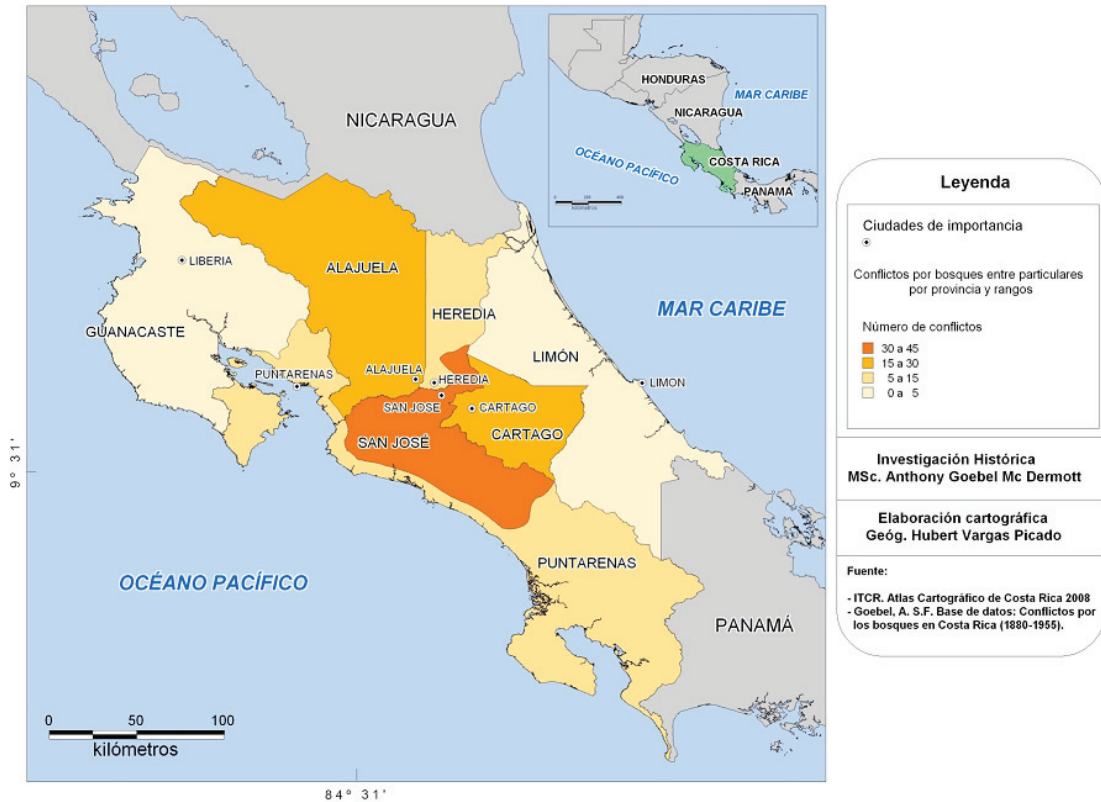 NICARAGUA
HONDURAS
MAR CARIBE
NICARAGUA
OCÉANO PACÍFICO
COSTA RICA
PANAMA
kilómetros
LIBERIA
ALAJUELA
GUANACASTE
HEREDIA
MAR CARIBE
LIMÓN
PUNTARENAS
ALAJUELA
HEREDIA
LIMON
SAN JOSE
CARTAGO
SAN JOSÉ
CARTAGO
9º 31'
PUNTARENAS
OCÉANO PACÍFICO
PANAMÁ
0 50 100
kilómetros
84º 31'
Leyenda
Ciudades de importancia
Conflictos por bosques entre particulares
por provincia y rangos
Número de conflictos
30 a 45
15 a 30
5 a 15
0 a 5
Investigación Histórica
MSc. Anthony Goebel Mc Dermott
Elaboración cartográfica
Geóg. Hubert Vargas Picado
Fuente:
- ITCR. Atlas Cartográfico de Costa Rica 2008
- Goebel, A. S.F. Base de datos: Conflictos por
los bosques en Costa Rica (1880-1955).